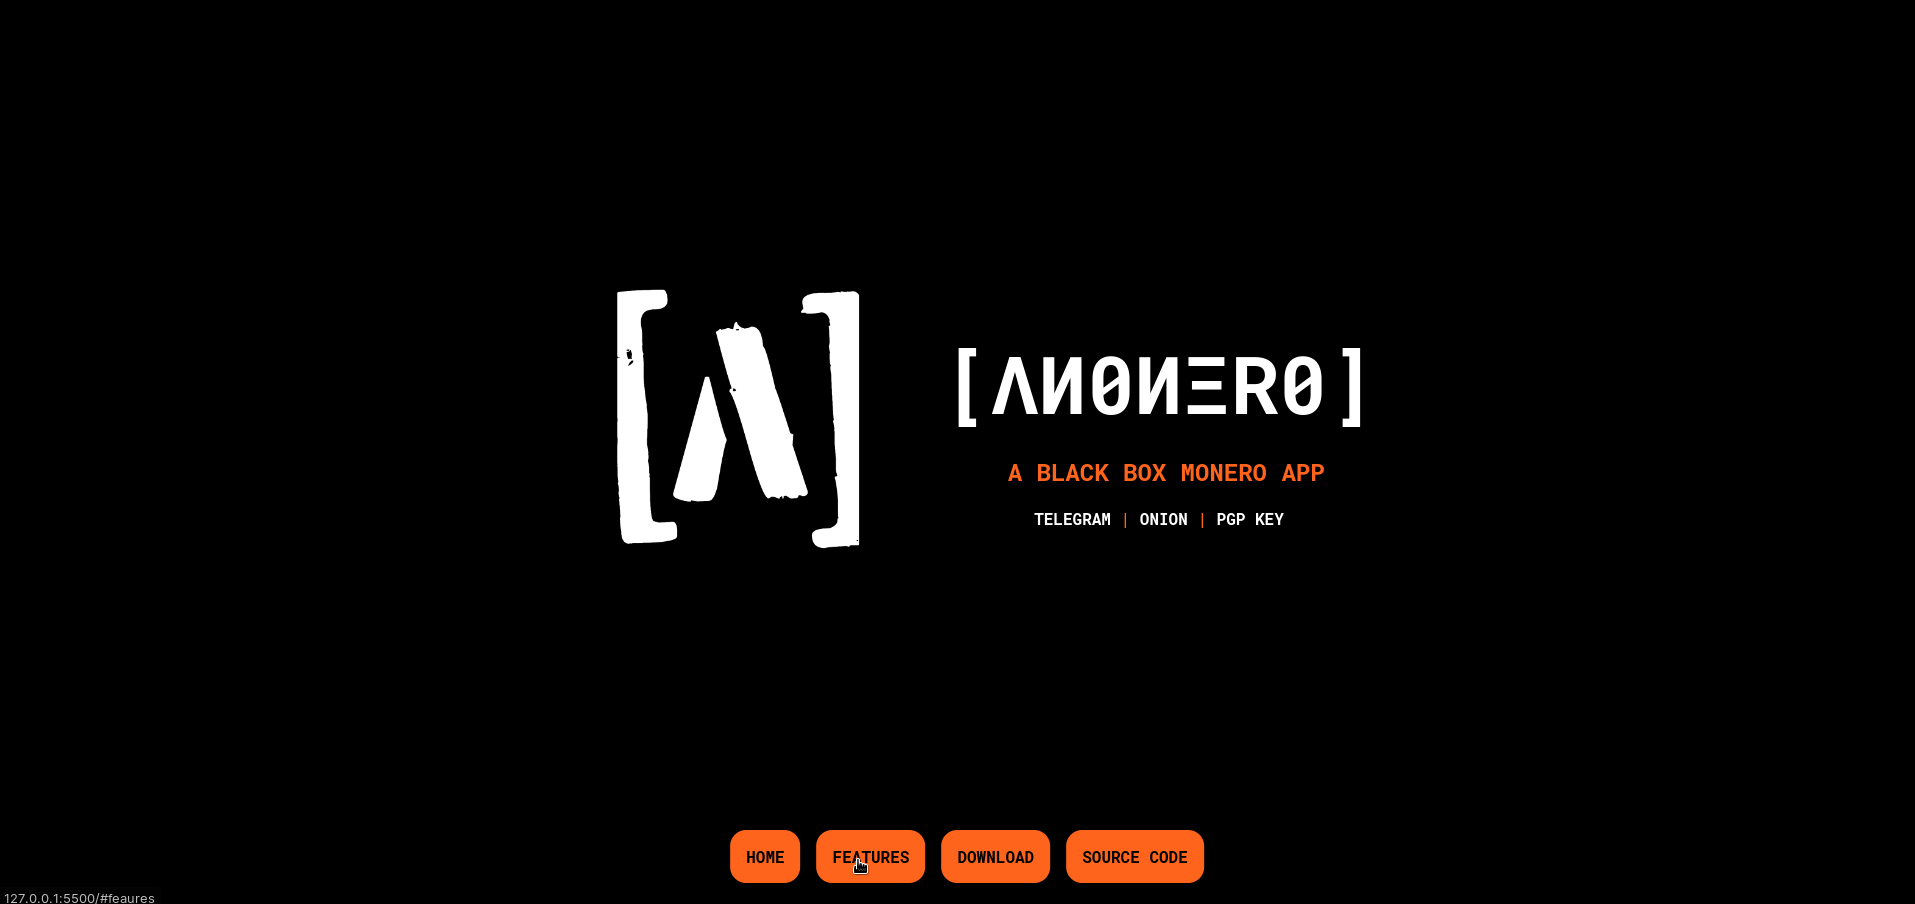 [Λ]
[ΛИ0ИΞR0]
A BLACK BOX MONERO APP
TELEGRAM | ONION | PGP KEY
HOME FEATURES DOWNLOAD SOURCE CODE
127.0.0.1:5500/#feaures